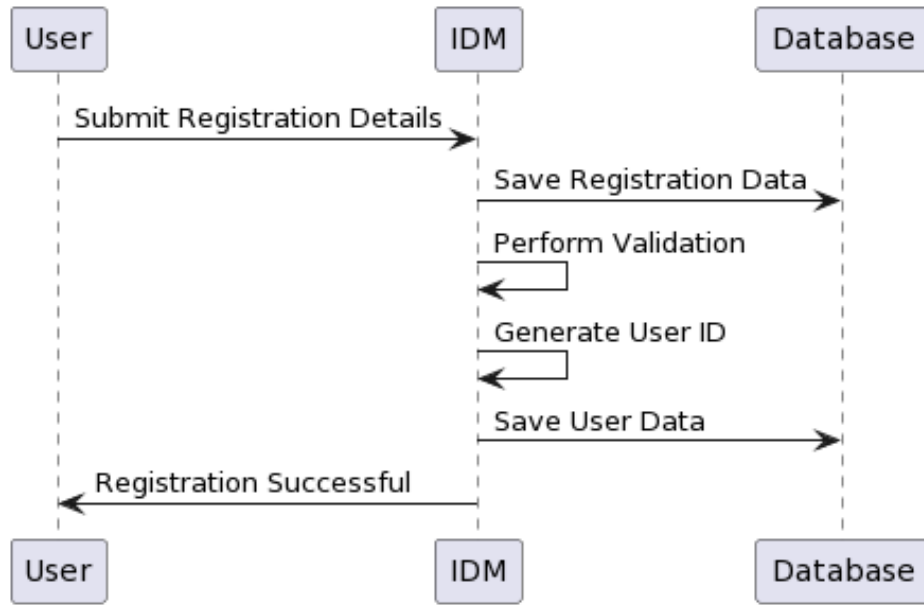 User IDM Database
Submit Registration Details
Save Registration Data
Perform Validation
Generate User ID
Save User Data
Registration Successful
User IDM Database